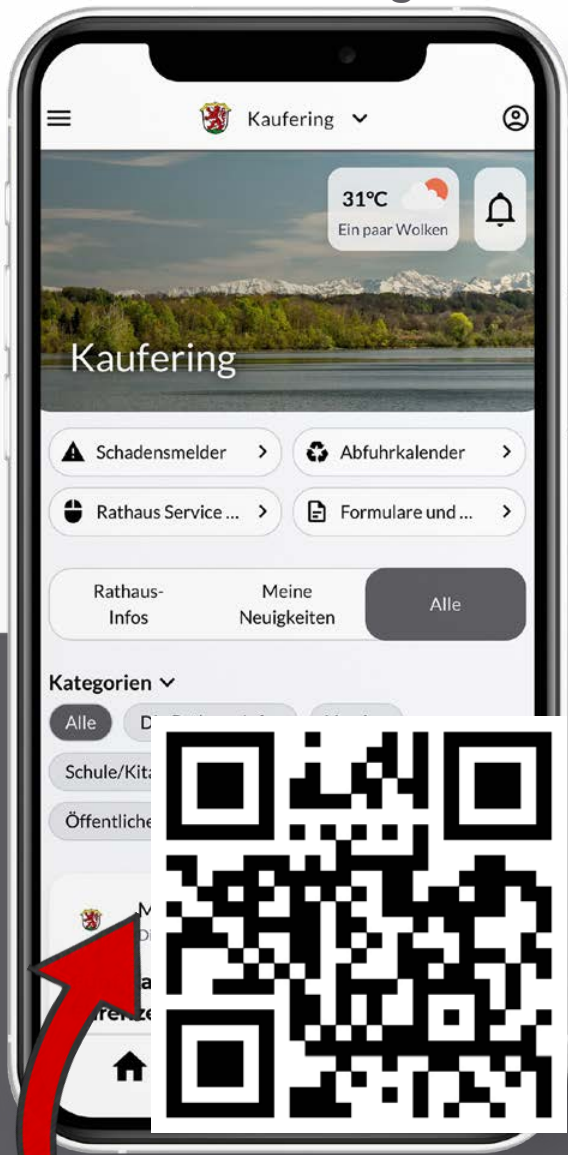 Kaufering
31°C
Ein paar Wolken
Kaufering
Schadensmelder
Abfuhrkalender
Rathaus Service ...
Formulare und ...
Rathaus-
Infos
Meine
Neuigkeiten
Alle
Kategorien
Alle
Schule/Kita
Öffentliche